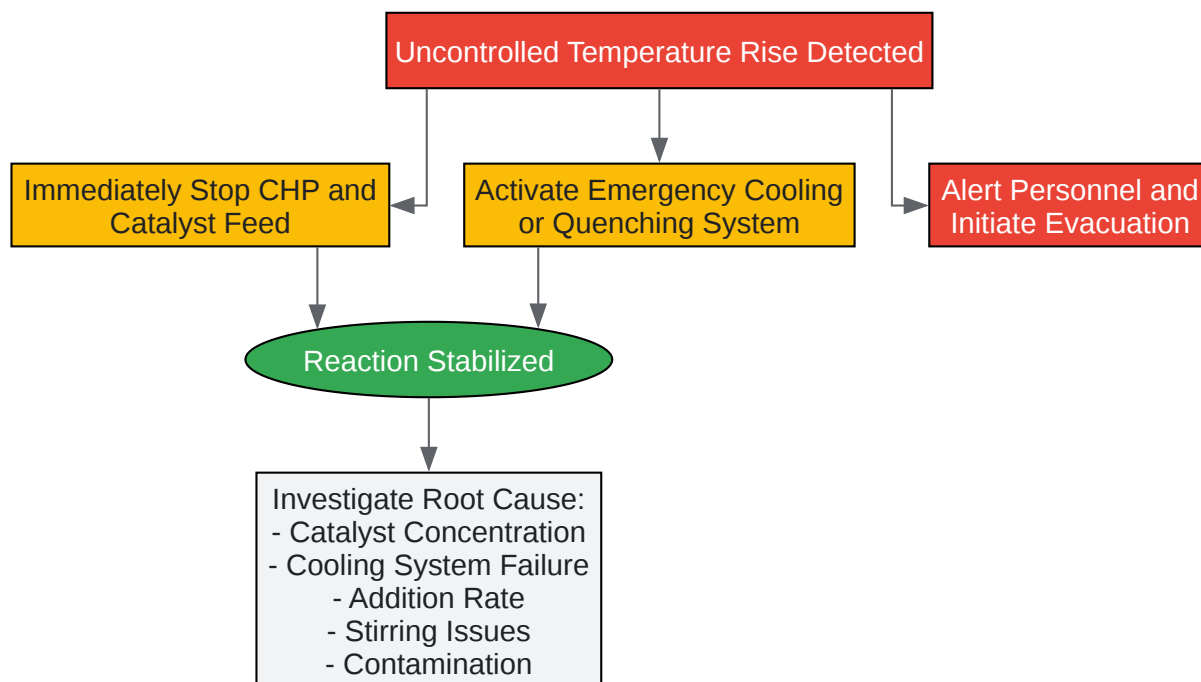 Uncontrolled Temperature Rise Detected
Immediately Stop CHP and
Catalyst Feed
Activate Emergency Cooling
or Quenching System
Alert Personnel and
Initiate Evacuation
Reaction Stabilized
Investigate Root Cause:
- Catalyst Concentration
- Cooling System Failure
- Addition Rate
- Stirring Issues
- Contamination